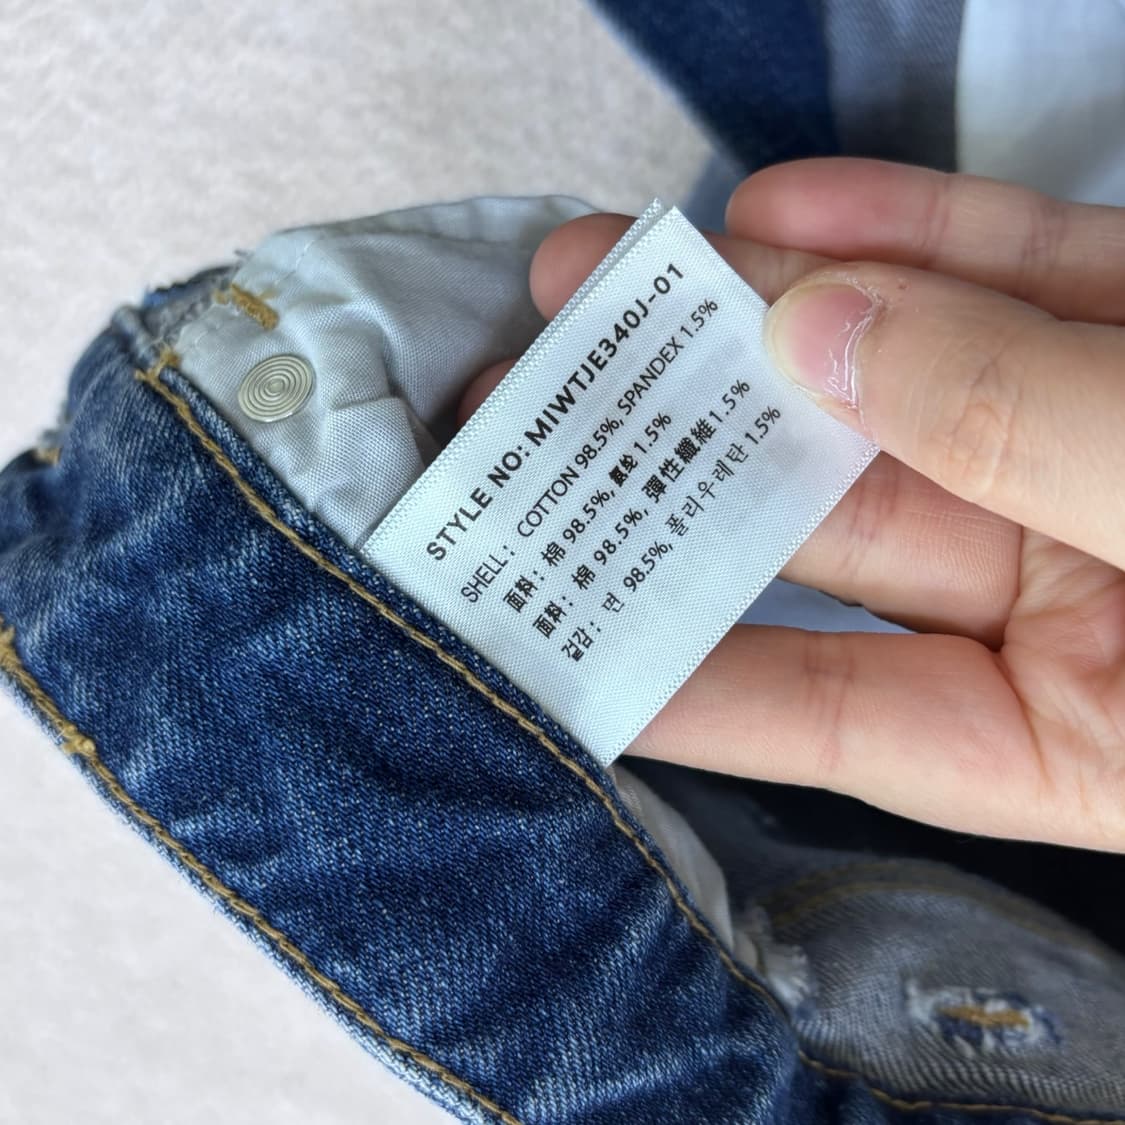 STYLE NO: MIWTJE340J-01
SHELL: COTTON 98.5%, SPANDEX 1.5%
面料: 棉 98.5%, 氨纶 1.5%
面料: 棉 98.5%, 彈性纖維 1.5%
겉감: 면 98.5%, 폴리우레탄 1.5%